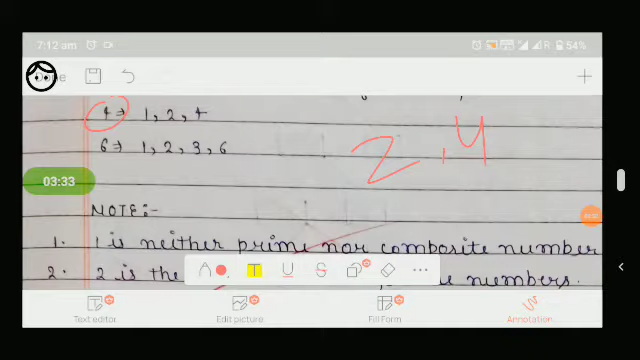 7:12 am 54%
Done
4⇒ 1, 2, 4
2,4
6⇒ 1, 2, 3, 6
03:33
NOTE:-
1. 1 is neither prime nor composite number
2. 2 is the numbers.
Text editor Edit picture Fill Form Annotation